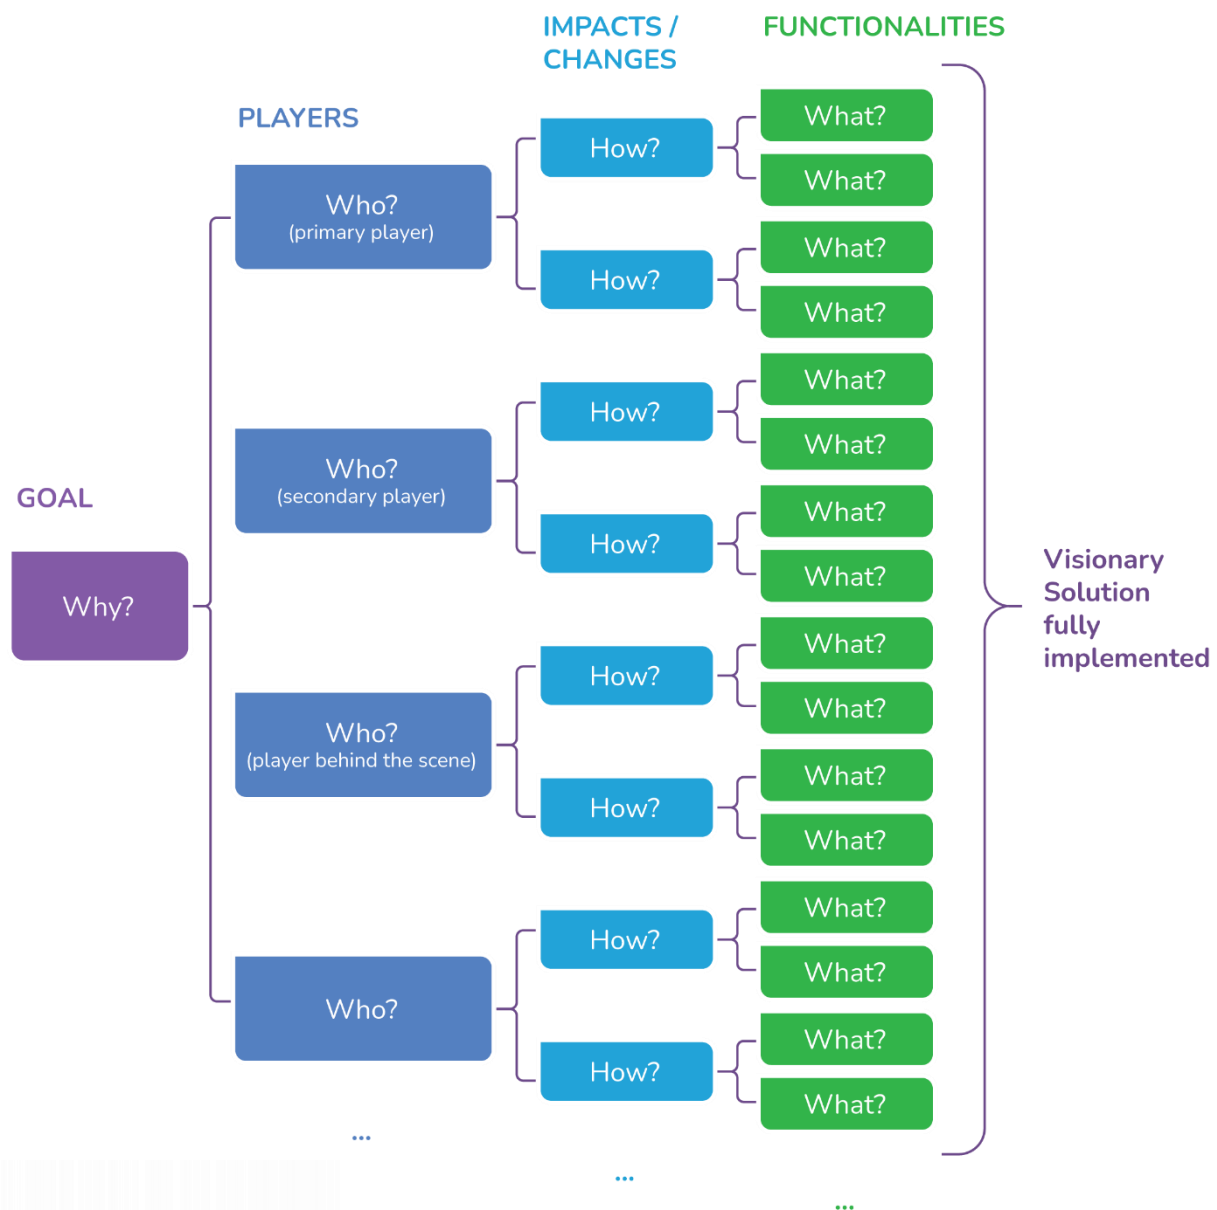 IMPACTS /
CHANGES
FUNCTIONALITIES
PLAYERS
GOAL
Why?
Who?
(primary player)
How?
What?
What?
How?
What?
What?
Who?
(secondary player)
How?
What?
What?
How?
What?
What?
Who?
(player behind the scene)
How?
What?
What?
How?
What?
What?
Who?
How?
What?
What?
How?
What?
What?
...
...
...
Visionary
Solution
fully
implemented